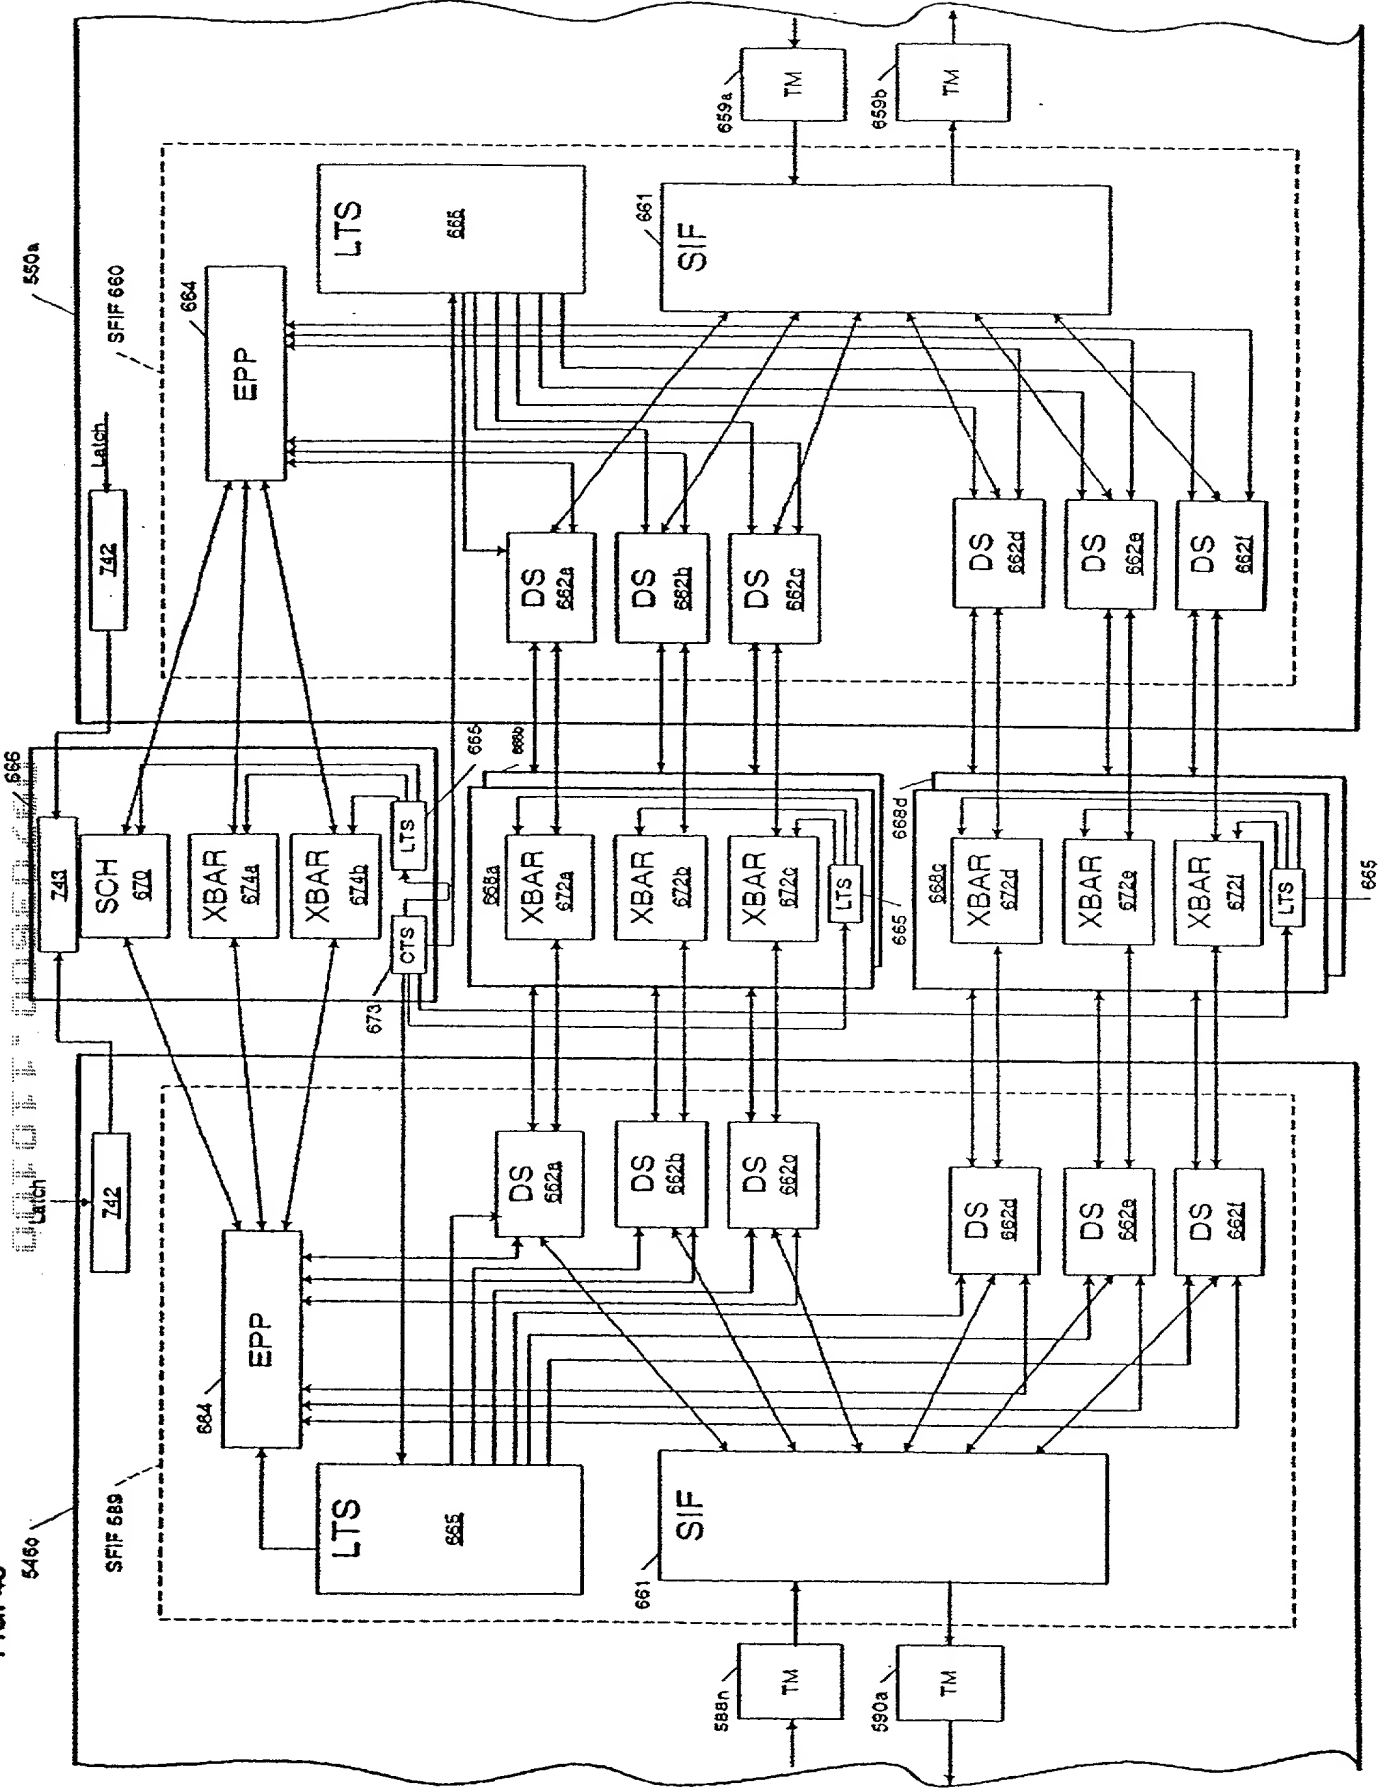 546c
SFIF 589
588n
TM
590a
TM
661
SIF
LTS
665
664
EPP
Latch
742
DS
662a
DS
662b
DS
662c
DS
662d
DS
662e
DS
662f
666
743
SCH
670
XBAR
674a
XBAR
674b
CTS
673
LTS
665
668a
668b
XBAR
672a
XBAR
672b
XBAR
672c
LTS
665
668c
668d
XBAR
672d
XBAR
672e
XBAR
672f
LTS
665
550a
SFIF 660
Latch
742
664
EPP
LTS
665
DS
662a
DS
662b
DS
662c
DS
662d
DS
662e
DS
662f
661
SIF
659a
TM
659b
TM